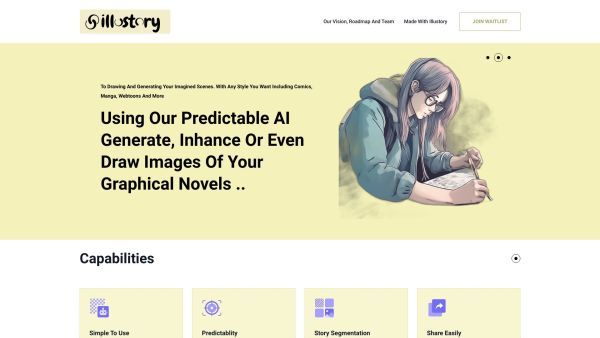 illustory
Our Vision, Roadmap And Team
Made With Illustory
JOIN WAITLIST
To Drawing And Generating Your Imagined Scenes. With Any Style You Want Including Comics,
Manga, Webtoons And More
Using Our Predictable AI
Generate, Inhance Or Even
Draw Images Of Your
Graphical Novels ..
Capabilities
Simple To Use
Predictablity
Story Segmentation
Share Easily